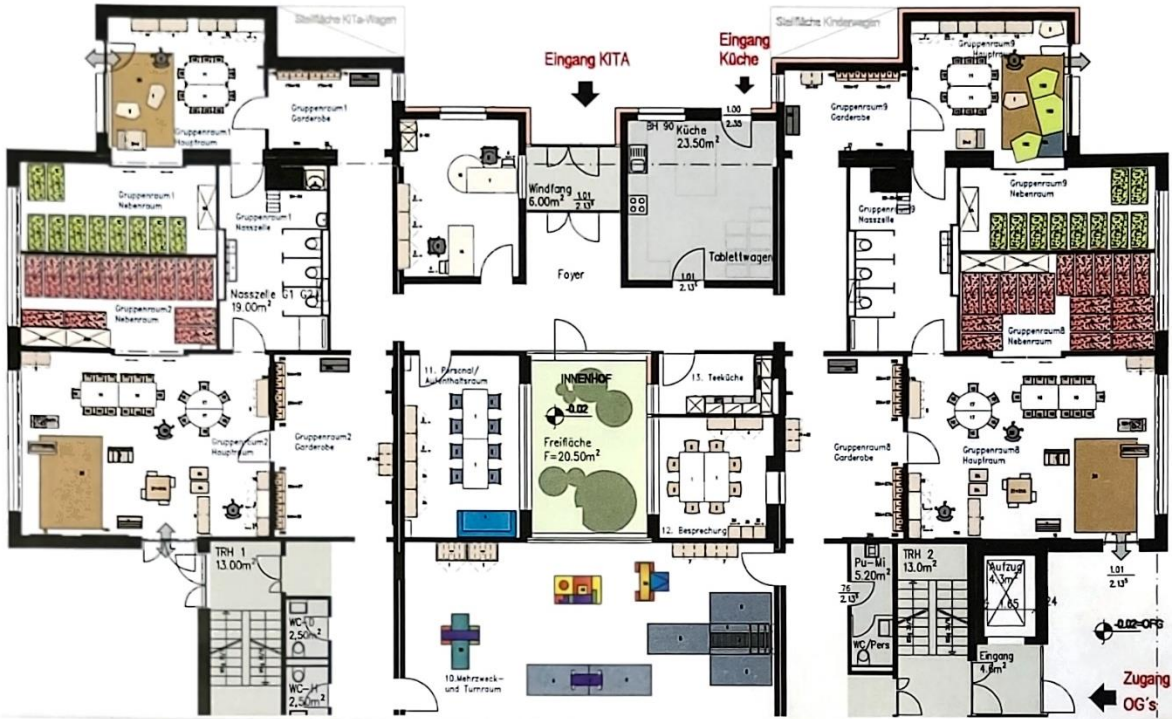 Stellfläche KiTa-Wagen
Stellfläche Kinderwagen
Eingang KITA
Eingang
Küche
Gruppenraum1
Hauptraum
Gruppenraum1
Garderobe
Gruppenraum9
Garderobe
Gruppenraum9
Hauptraum
1.00
2.35
BH 90
Küche
23.50m²
Windfang
6.00m²
1.01
2.13⁵
Gruppenraum1
Nebenraum
Gruppenraum1
Nasszelle
Nasszelle
Gruppenraum9
Nebenraum
Foyer
Tablettwagen
1.01
2.13⁵
Nasszelle G1 G2
19.00m²
Gruppenraum2
Nebenraum
Gruppenraum8
Nebenraum
11. Personal/
Aufenthaltsraum
INNENHOF
-0.02
Freifläche
F=20.50m²
13. Teeküche
12. Besprechung
Gruppenraum2
Hauptraum
Gruppenraum2
Garderobe
Gruppenraum8
Garderobe
Gruppenraum8
Hauptraum
TRH 1
13.00m²
WC-D
2,50m²
WC-H
2,50m²
10.Mehrzweck-
und Turnraum
Pu-Mi
5.20m²
76
2.13⁵
WC/Pers
TRH 2
13.0m²
Aufzug
4.3m²
1.65
24
1.01
2.13⁵
-0.02=OFG
Eingang
Zugang
OG's